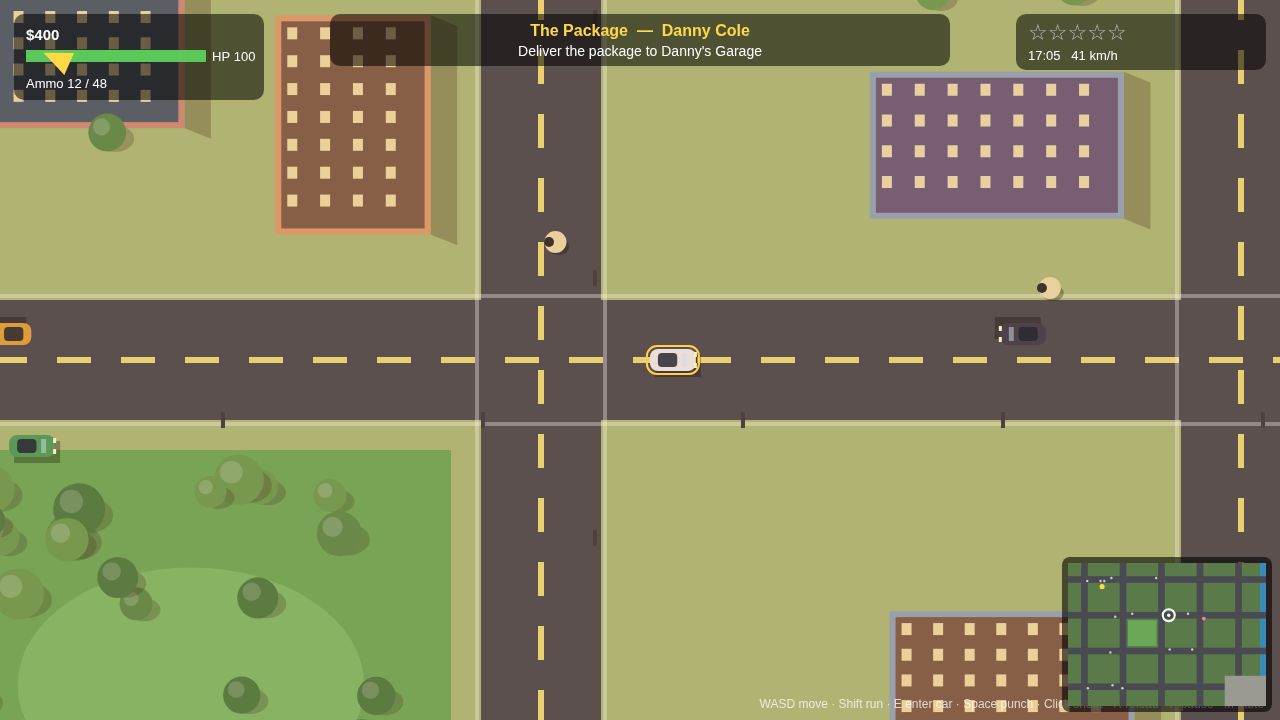 $400
HP 100
Ammo 12 / 48
The Package — Danny Cole
Deliver the package to Danny's Garage
☆☆☆☆☆
17:05 41 km/h
WASD move · Shift run · E enter car · Space punch ·